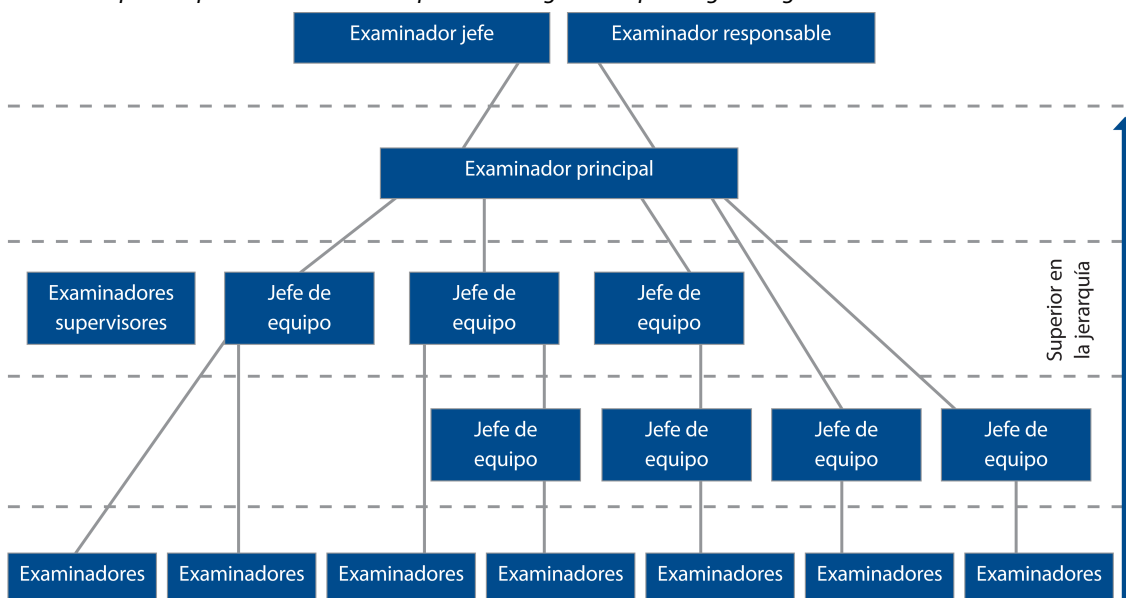 Examinador jefe
Examinador responsable
Examinador principal
Examinadores
supervisores
Jefe de
equipo
Jefe de
equipo
Jefe de
equipo
Superior en
la jerarquía
Jefe de
equipo
Jefe de
equipo
Jefe de
equipo
Jefe de
equipo
Examinadores
Examinadores
Examinadores
Examinadores
Examinadores
Examinadores
Examinadores